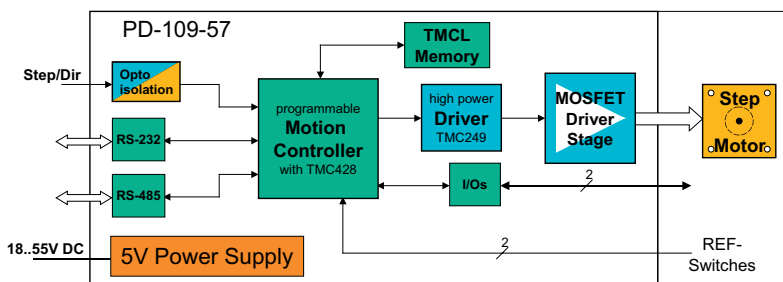 PD-109-57
TMCL
Memory
Step/Dir
Opto
isolation
programmable
Motion
Controller
with TMC428
high power
Driver
TMC249
MOSFET
Driver
Stage
Step
Motor
RS-232
RS-485
I/Os
2
18..55V DC
5V Power Supply
2
REF-
Switches